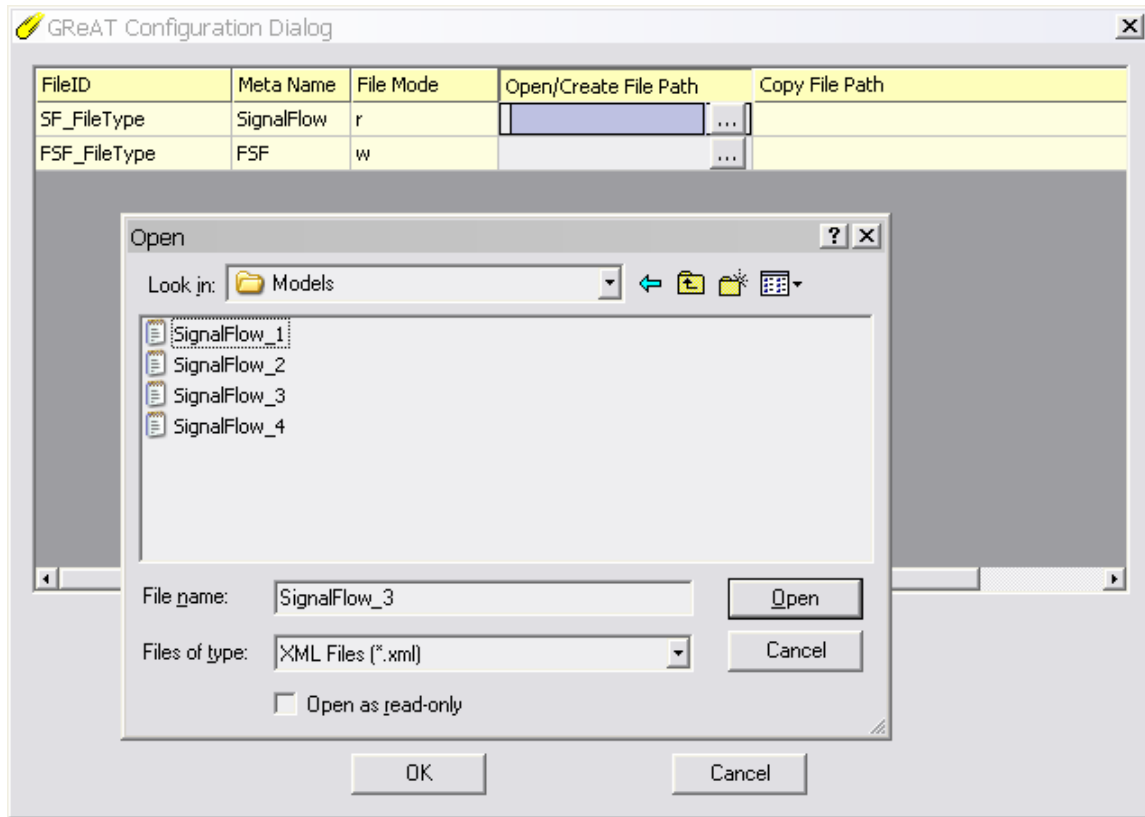 GReAT Configuration Dialog
FileID Meta Name File Mode Open/Create File Path Copy File Path
SF_FileType SignalFlow r ...
FSF_FileType FSF w ...
Open
Look in: Models
SignalFlow_1
SignalFlow_2
SignalFlow_3
SignalFlow_4
File name: SignalFlow_3 Open
Files of type: XML Files (*.xml) Cancel
Open as read-only
OK Cancel